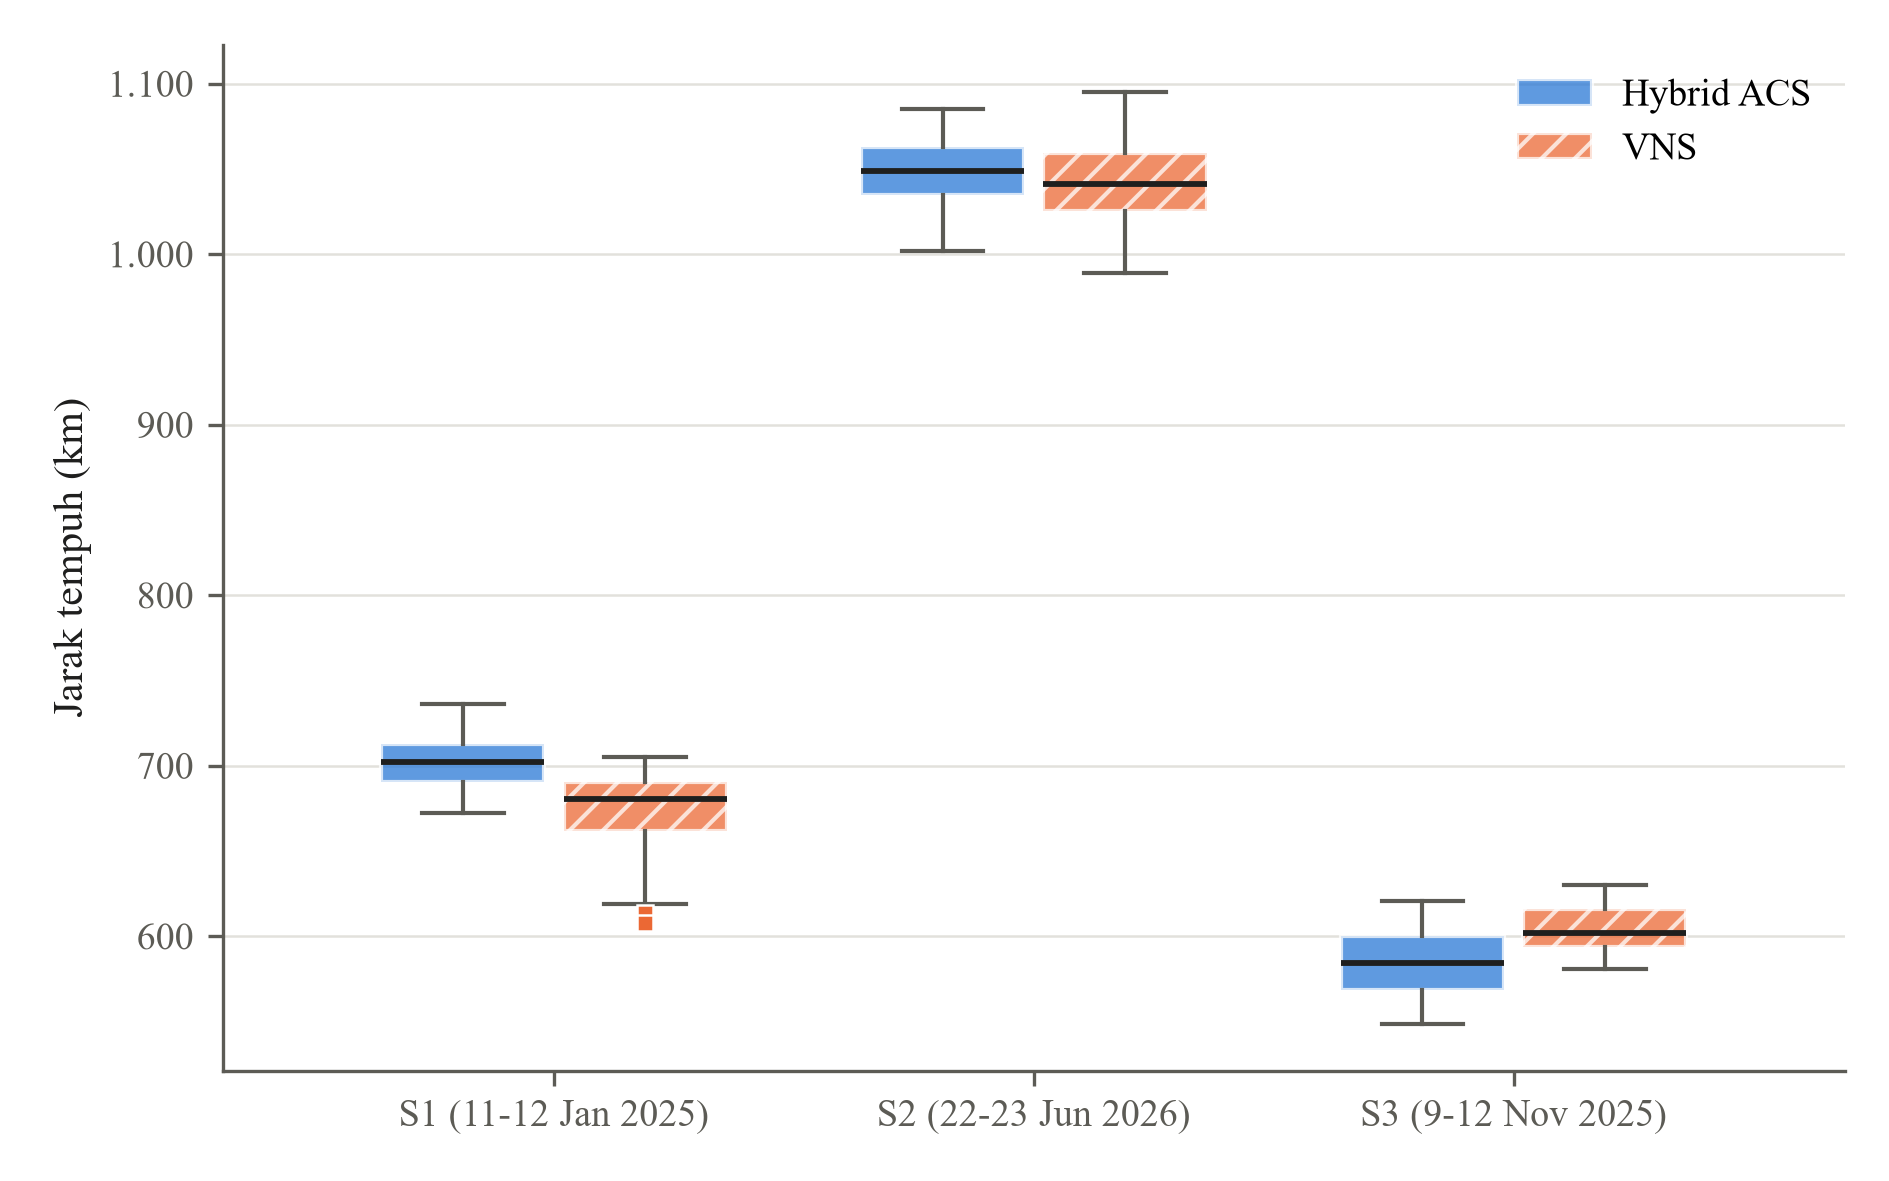 1.100
1.000
900
800
700
600
Jarak tempuh (km)
Hybrid ACS
VNS
S1 (11-12 Jan 2025)
S2 (22-23 Jun 2026)
S3 (9-12 Nov 2025)